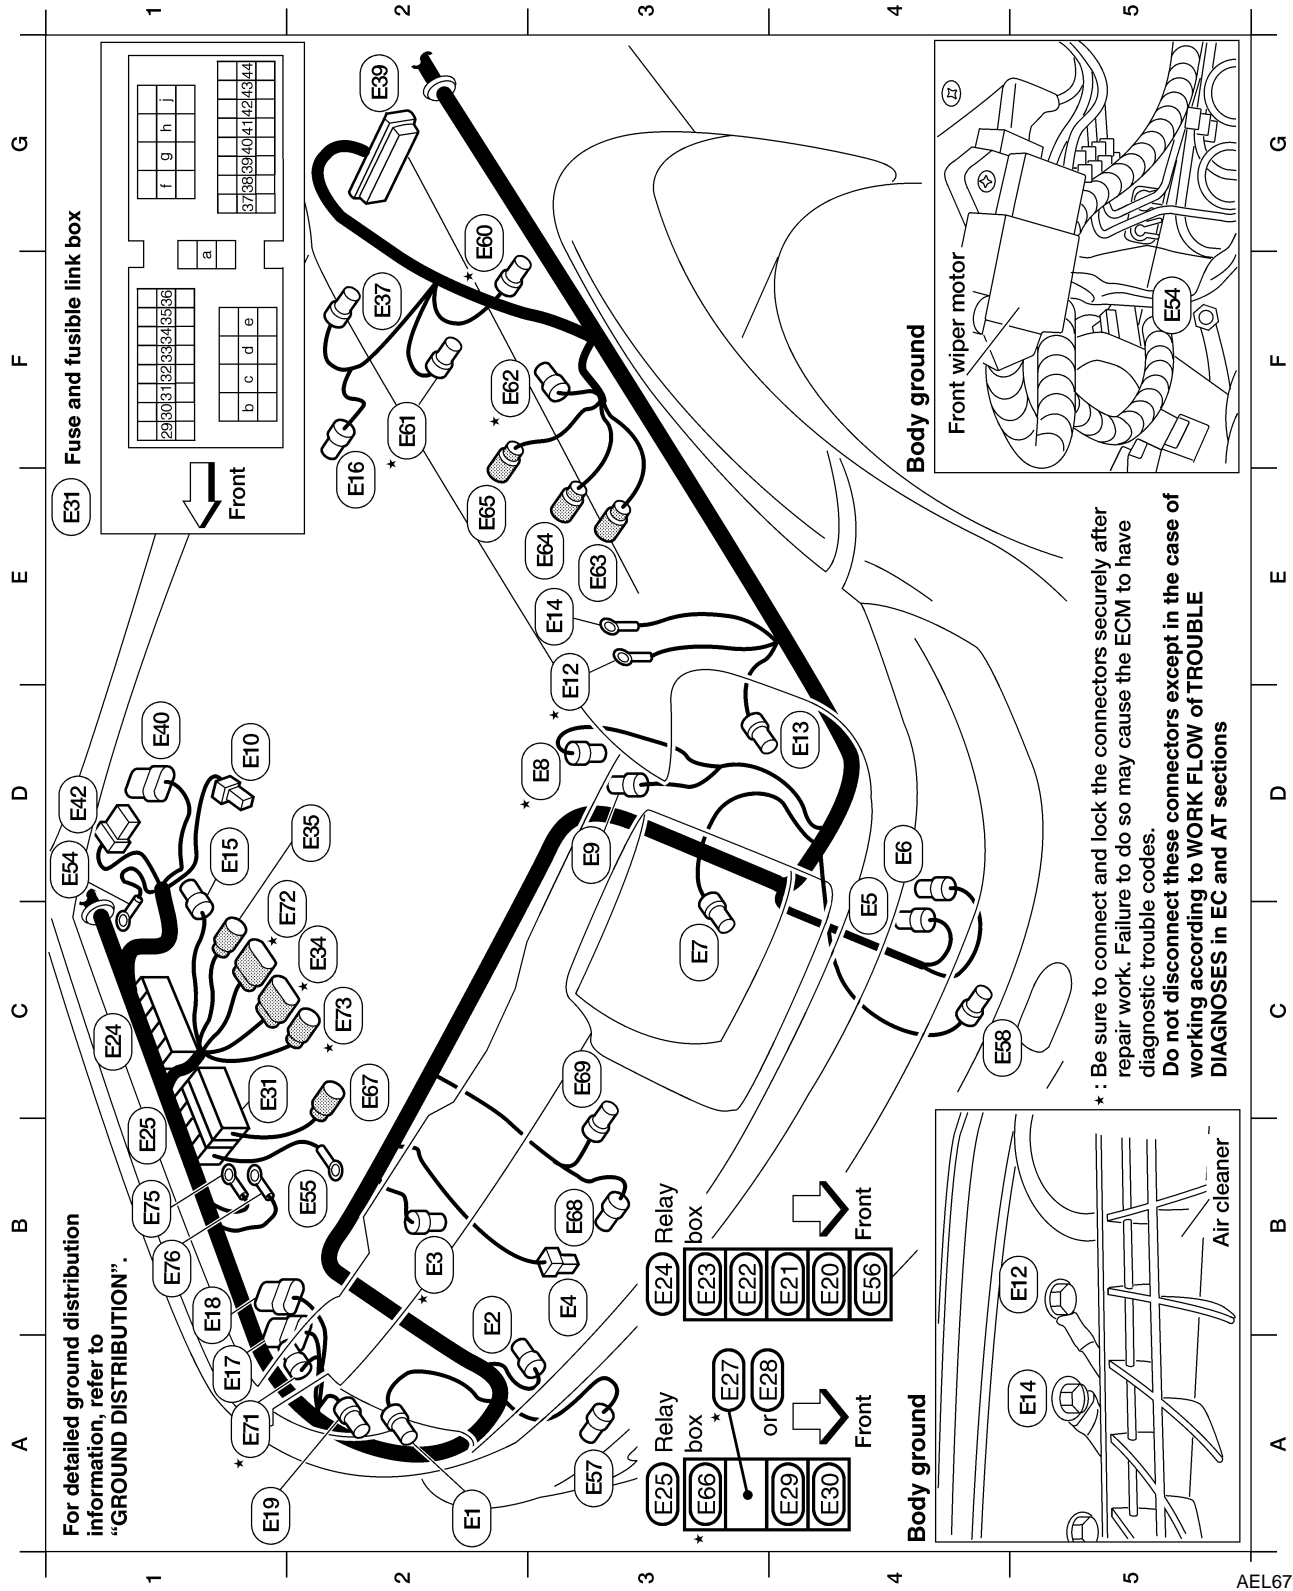 1
2
3
4
5
G
F
E
D
C
B
A
For detailed ground distribution
information, refer to
“GROUND DISTRIBUTION”.
E31 Fuse and fusible link box
29 30 31 32 33 34 35 36
b c d e
a
f g h j
37 38 39 40 41 42 43 44
Front
E39
E60
★
E37
E61
★
E62
★
E16
E65
E64
E63
E14
E12
★
E13
E8
★
E9
E40
E42
E10
E54
E15
E35
E72
★
E34
★
E73
★
E24
E31
E67
E25
E55
E75
E76
E18
E17
E71
★
E19
E1
E57
E2
E3
★
E4
E68
E69
E7
E5
E6
E58
E24 Relay
box
E23
E22
E21
E20
E56
Front
E25 Relay
box
E66
★
E27
★
or E28
E29
E30
Front
Body ground
E14
E12
Air cleaner
★: Be sure to connect and lock the connectors securely after
repair work. Failure to do so may cause the ECM to have
diagnostic trouble codes.
Do not disconnect these connectors except in the case of
working according to WORK FLOW of TROUBLE
DIAGNOSES in EC and AT sections
Body ground
Front wiper motor
E54
1
2
3
4
5
G
F
E
D
C
B
A
AEL67